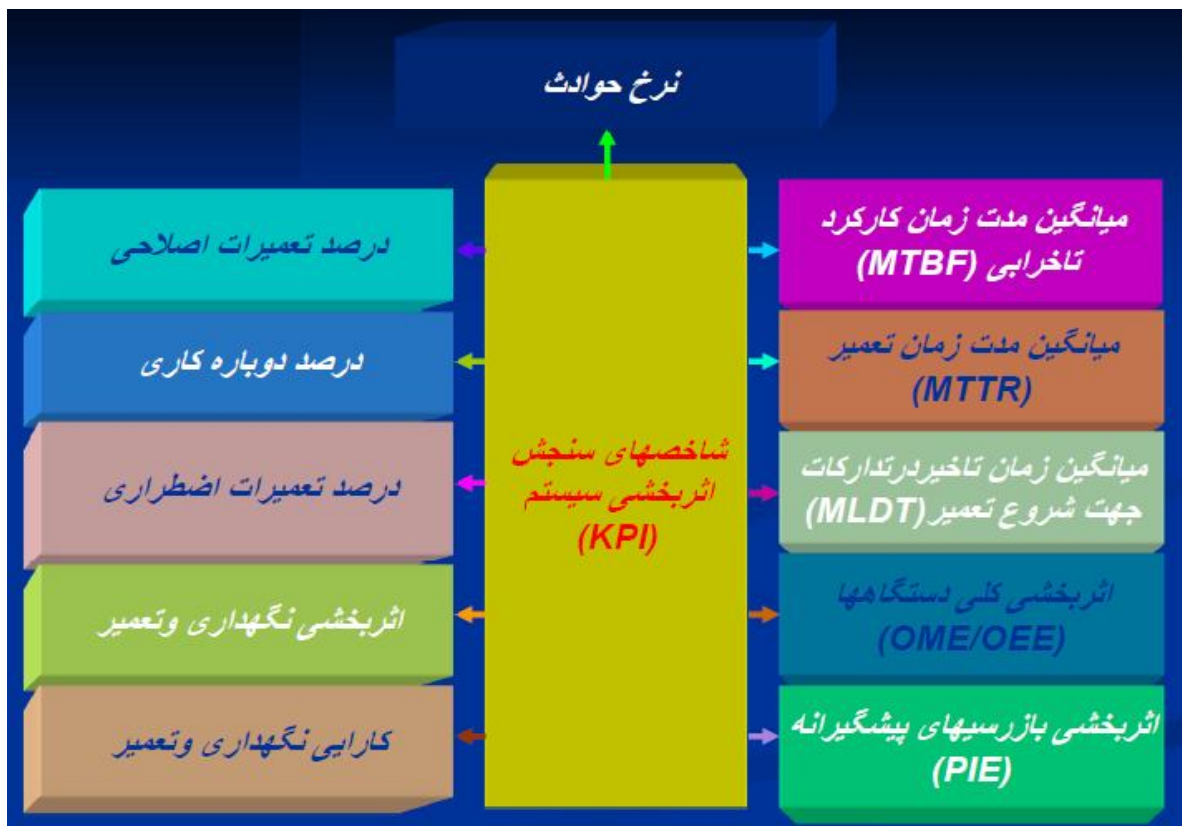 نرخ حوادث
میانگین مدت زمان کارکرد
تاخرابی (MTBF)
میانگین مدت زمان تعمیر
(MTTR)
میانگین زمان تاخیردرتدارکات
جهت شروع تعمیر(MLDT)
اثربخشی کلی دستگاهها
(OME/OEE)
اثربخشی بازرسیهای پیشگیرانه
(PIE)
شاخصهای سنجش
اثربخشی سیستم
(KPI)
درصد تعمیرات اصلاحی
درصد دوباره کاری
درصد تعمیرات اضطراری
اثربخشی نگهداری وتعمیر
کارایی نگهداری وتعمیر